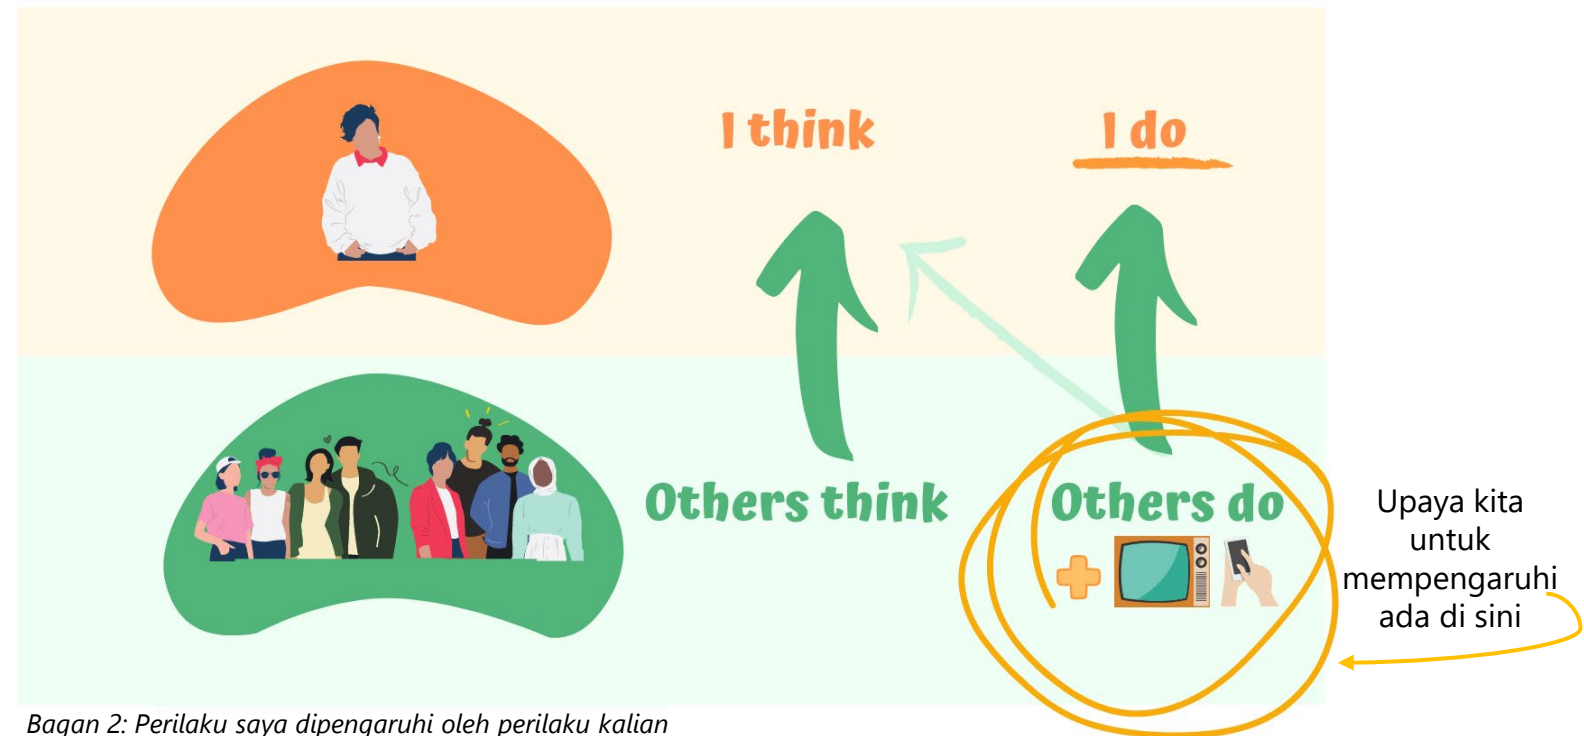 I think
I do
Others think
Others do
Upaya kita
untuk
mempengaruhi
ada di sini
Bagan 2: Perilaku saya dipengaruhi oleh perilaku kalian